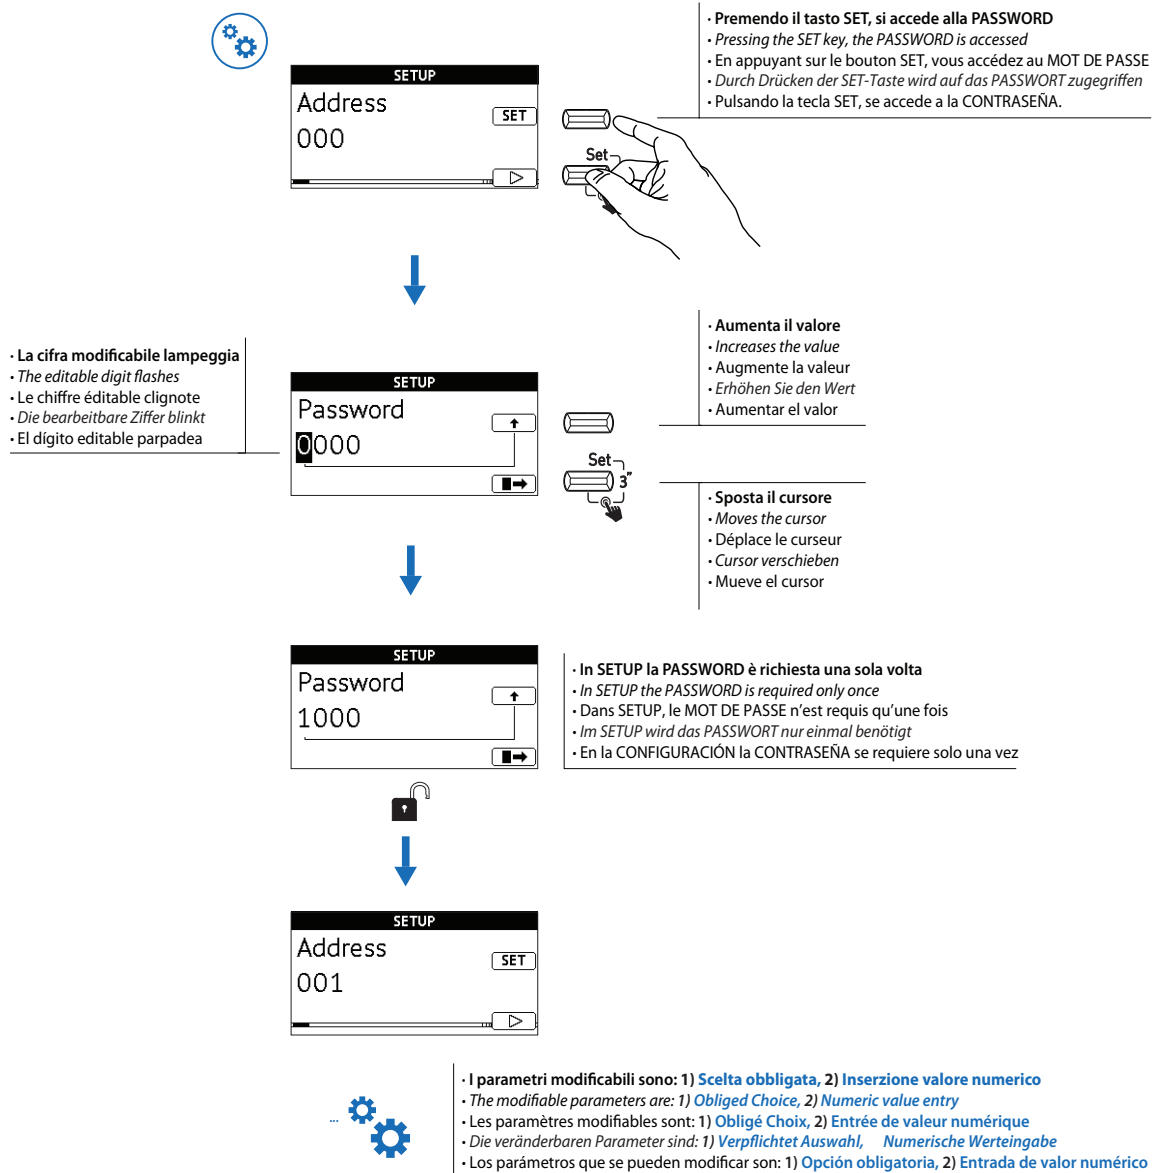 · Premendo il tasto SET, si accede alla PASSWORD
· Pressing the SET key, the PASSWORD is accessed
· En appuyant sur le bouton SET, vous accédez au MOT DE PASSE
· Durch Drücken der SET-Taste wird auf das PASSWORT zugegriffen
· Pulsando la tecla SET, se accede a la CONTRASEÑA.
SETUP
Address
SET
000
Set
· Aumenta il valore
· Increases the value
· Augmente la valeur
· Erhöhen Sie den Wert
· Aumentar el valor
· La cifra modificabile lampeggia
· The editable digit flashes
· Le chiffre éditable clignote
· Die bearbeitbare Ziffer blinkt
· El dígito editable parpadea
SETUP
Password
0000
Set
3"
· Sposta il cursore
· Moves the cursor
· Déplace le curseur
· Cursor verschieben
· Mueve el cursor
SETUP
Password
1000
· In SETUP la PASSWORD è richiesta una sola volta
· In SETUP the PASSWORD is required only once
· Dans SETUP, le MOT DE PASSE n'est requis qu'une fois
· Im SETUP wird das PASSWORT nur einmal benötigt
· En la CONFIGURACIÓN la CONTRASEÑA se requiere solo una vez
SETUP
Address
SET
001
...
· I parametri modificabili sono: 1) Scelta obbligata, 2) Inserzione valore numerico
· The modifiable parameters are: 1) Obliged Choice, 2) Numeric value entry
· Les paramètres modifiables sont: 1) Obligé Choix, 2) Entrée de valeur numérique
· Die veränderbaren Parameter sind: 1) Verpflichtet Auswahl, Numerische Werteingabe
· Los parámetros que se pueden modificar son: 1) Opción obligatoria, 2) Entrada de valor numérico